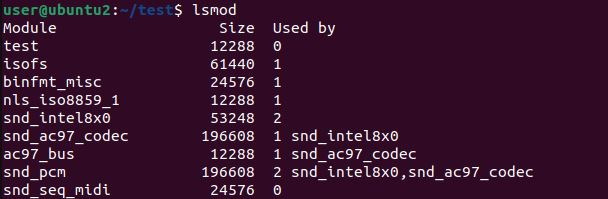 user@ubuntu2:~/test$ lsmod
Module                  Size  Used by
test                   12288  0
isofs                  61440  1
binfmt_misc            24576  1
nls_iso8859_1          12288  1
snd_intel8x0           53248  2
snd_ac97_codec        196608  1 snd_intel8x0
ac97_bus               12288  1 snd_ac97_codec
snd_pcm               196608  2 snd_intel8x0,snd_ac97_codec
snd_seq_midi           24576  0